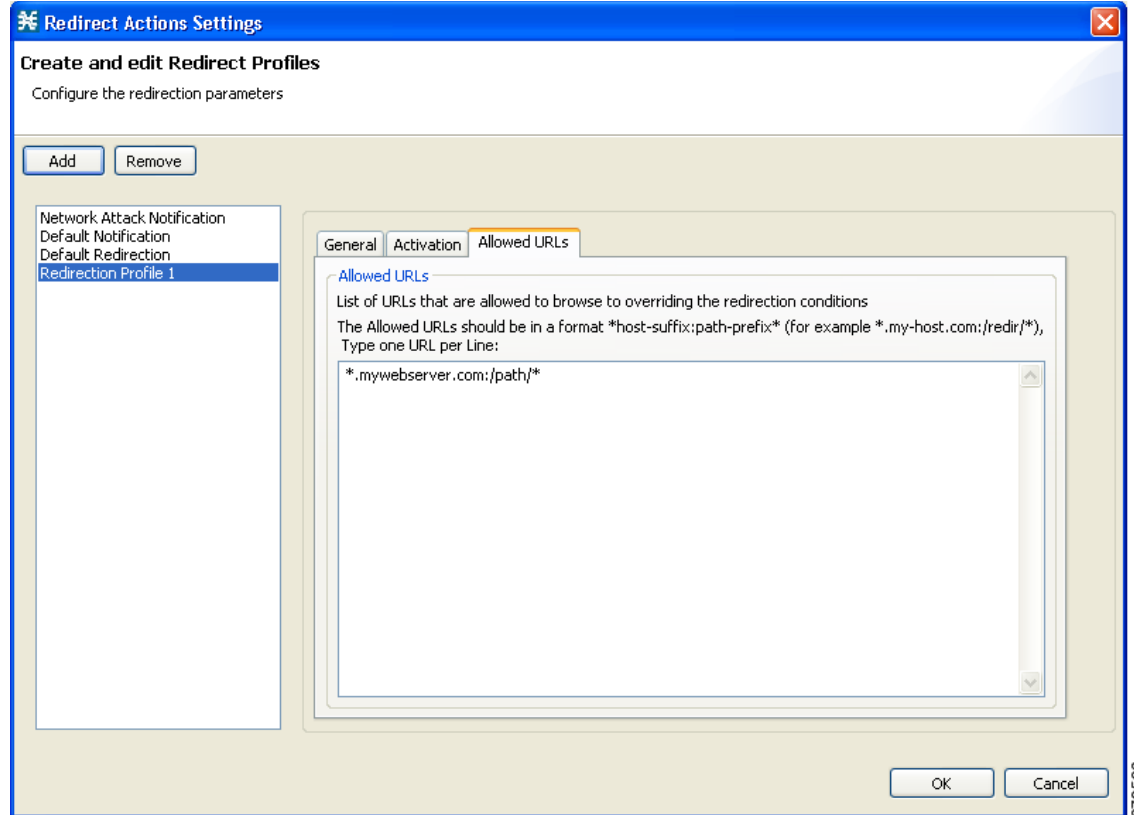 Redirect Actions Settings
Create and edit Redirect Profiles
Configure the redirection parameters
Add
Remove
Network Attack Notification
Default Notification
Default Redirection
Redirection Profile 1
General
Activation
Allowed URLs
Allowed URLs
List of URLs that are allowed to browse to overriding the redirection conditions
The Allowed URLs should be in a format *host-suffix:path-prefix* (for example *.my-host.com:/redir/*),
Type one URL per Line:
*.mywebserver.com:/path/*
OK
Cancel